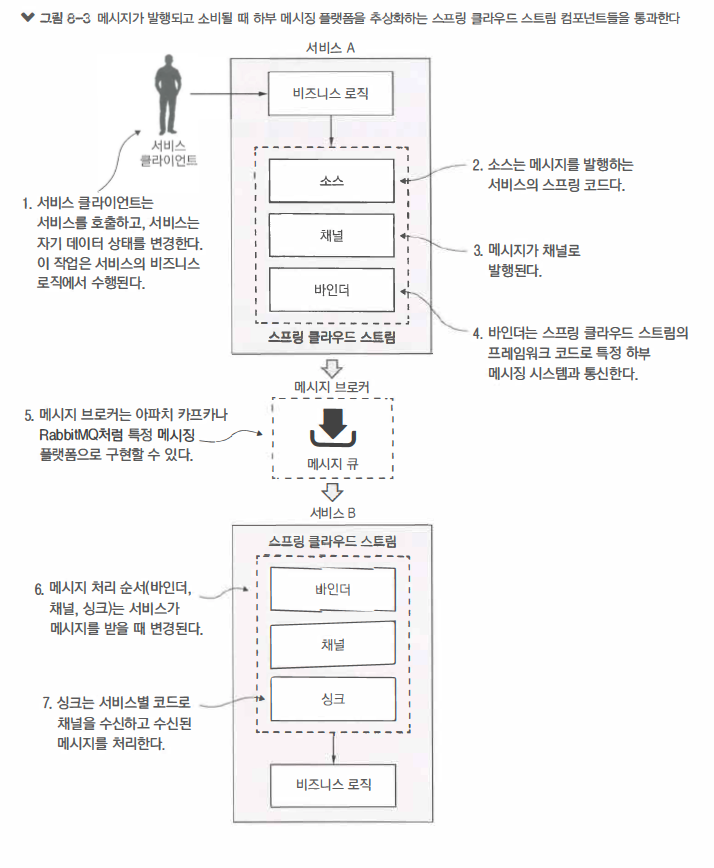 그림 8-3 메시지가 발행되고 소비될 때 하부 메시징 플랫폼을 추상화하는 스프링 클라우드 스트림 컴포넌트들을 통과한다
서비스 A
비즈니스 로직
서비스
클라이언트
1. 서비스 클라이언트는
서비스를 호출하고, 서비스는
자기 데이터 상태를 변경한다.
이 작업은 서비스의 비즈니스
로직에서 수행된다.
소스
2. 소스는 메시지를 발행하는
서비스의 스프링 코드다.
채널
3. 메시지가 채널로
발행된다.
바인더
스프링 클라우드 스트림
4. 바인더는 스프링 클라우드 스트림의
프레임워크 코드로 특정 하부
메시징 시스템과 통신한다.
메시지 브로커
5. 메시지 브로커는 아파치 카프카나
RabbitMQ처럼 특정 메시징
플랫폼으로 구현할 수 있다.
메시지 큐
서비스 B
스프링 클라우드 스트림
바인더
6. 메시지 처리 순서(바인더,
채널, 싱크)는 서비스가
메시지를 받을 때 변경된다.
채널
싱크
7. 싱크는 서비스별 코드로
채널을 수신하고 수신된
메시지를 처리한다.
비즈니스 로직